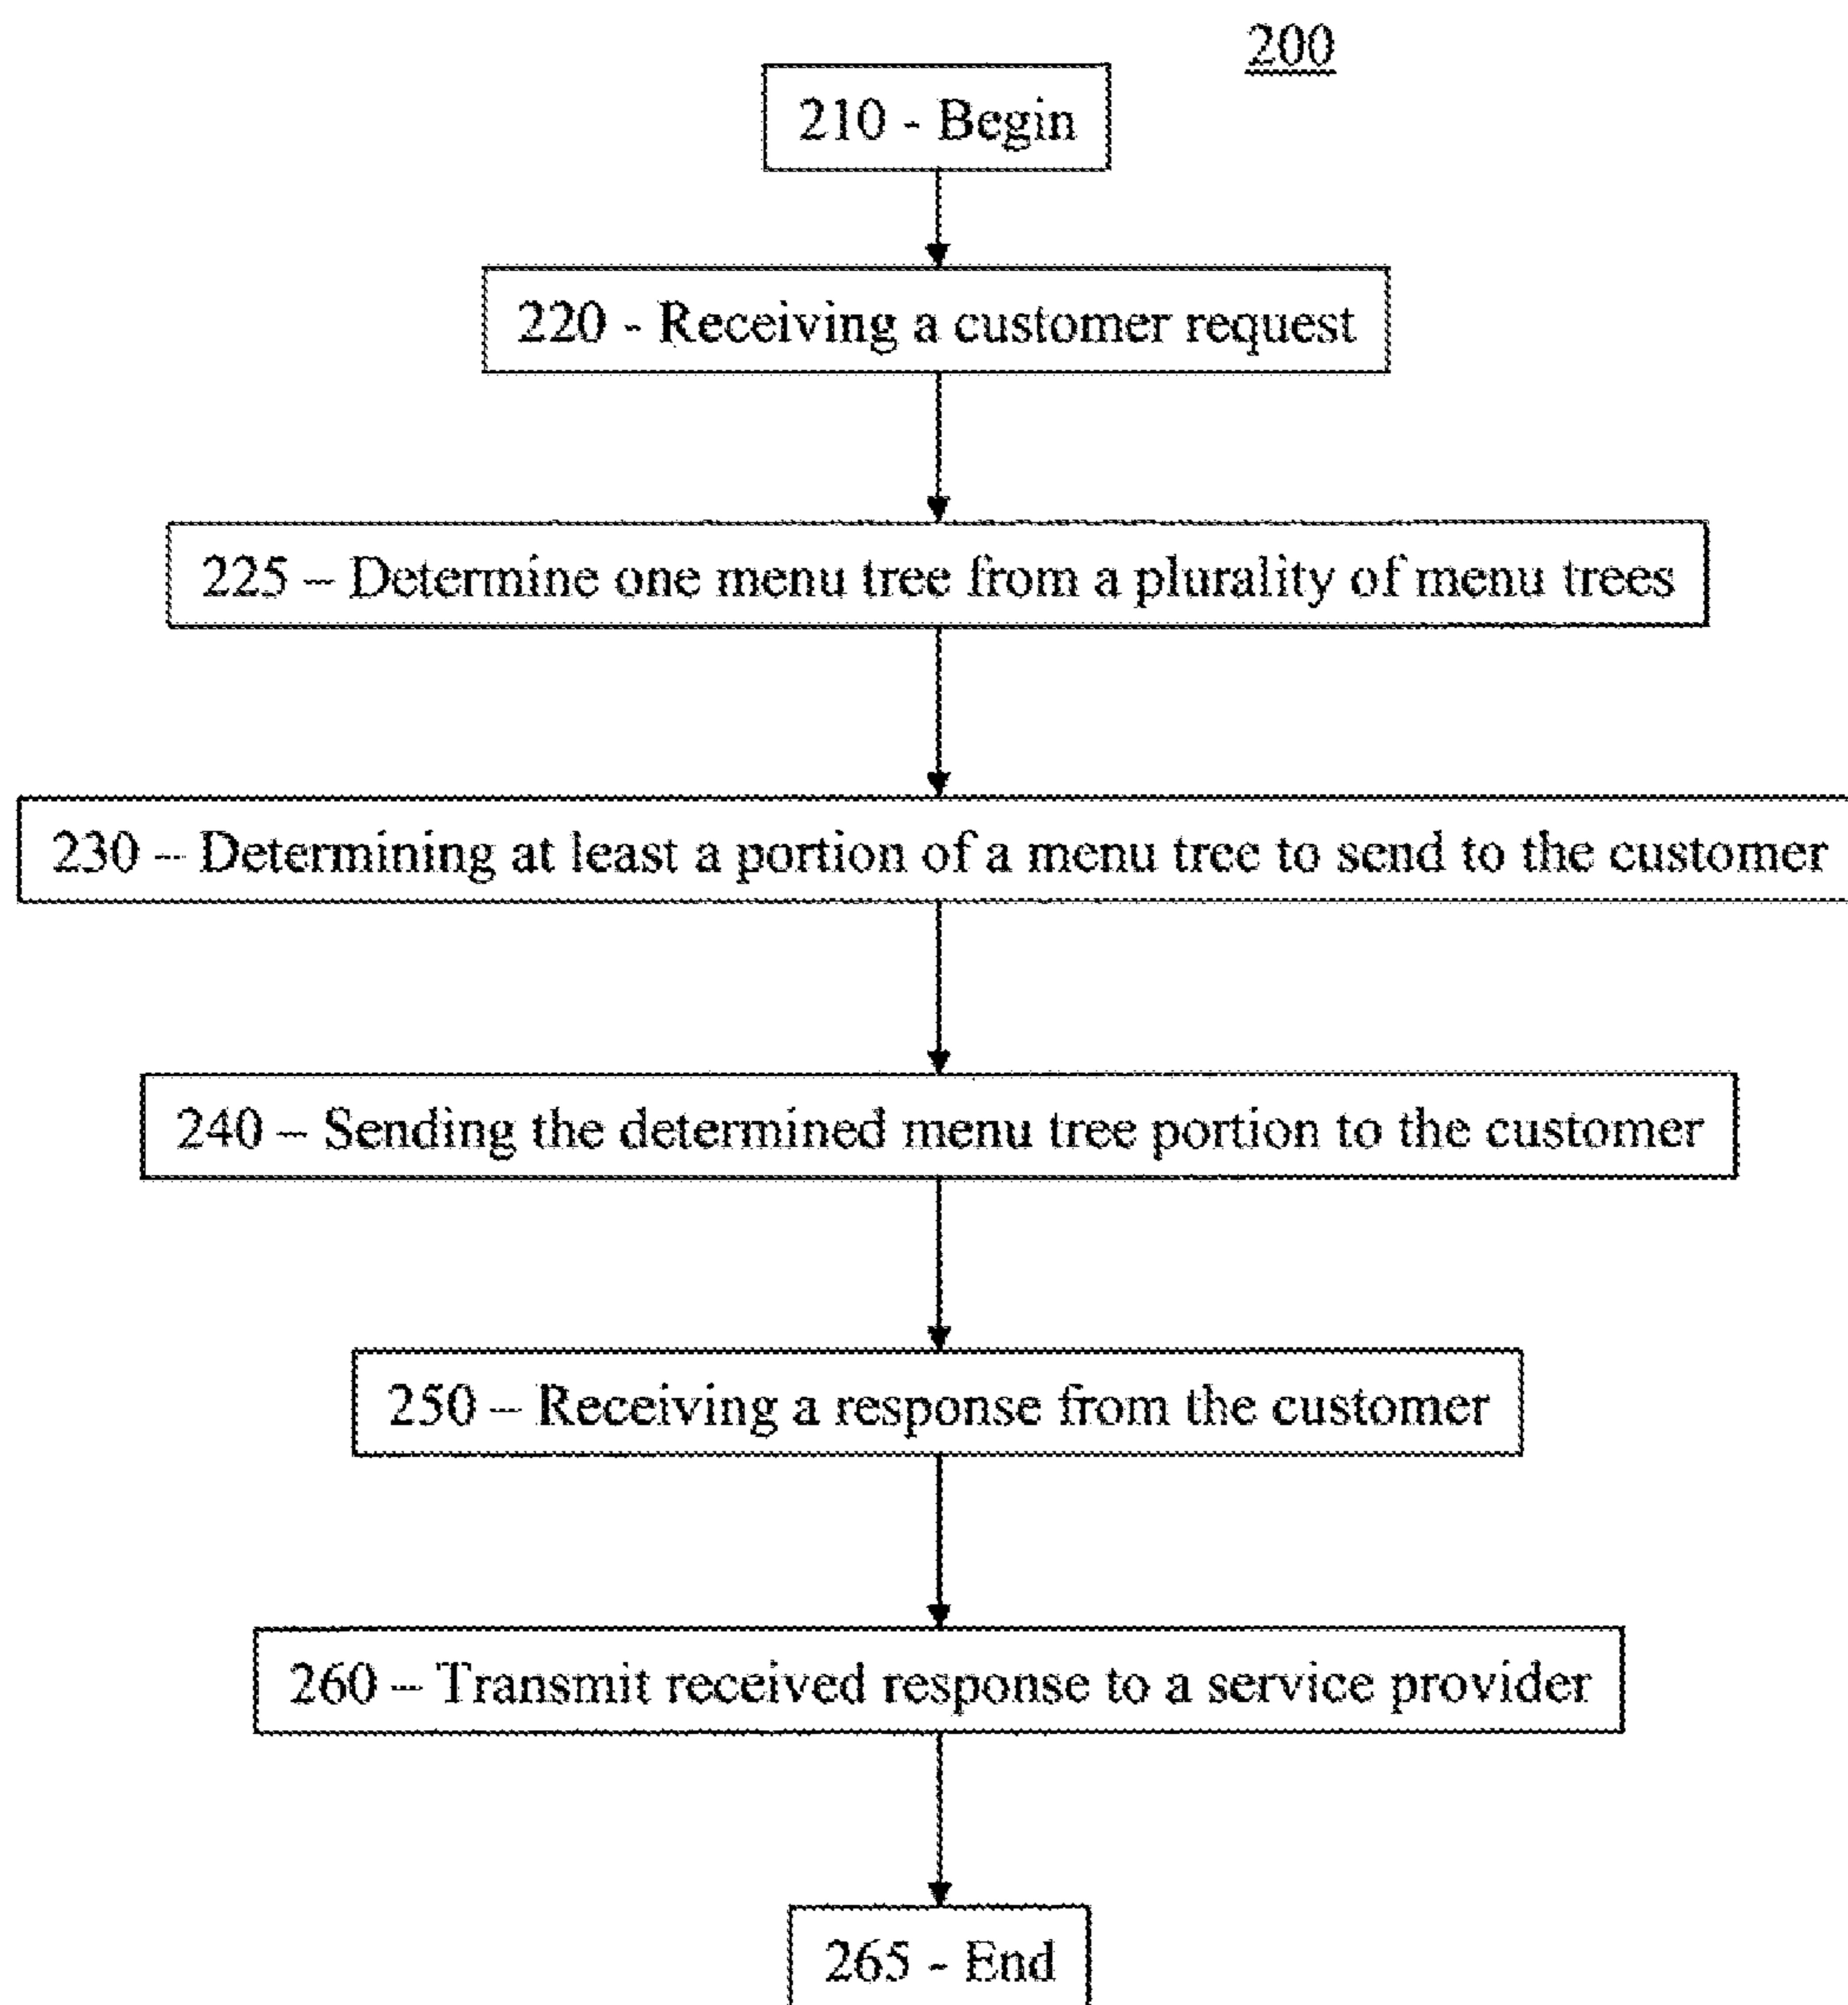 200
210 - Begin
220 - Receiving a customer request
225 – Determine one menu tree from a plurality of menu trees
230 – Determining at least a portion of a menu tree to send to the customer
240 – Sending the determined menu tree portion to the customer
250 – Receiving a response from the customer
260 – Transmit received response to a service provider
265 - End